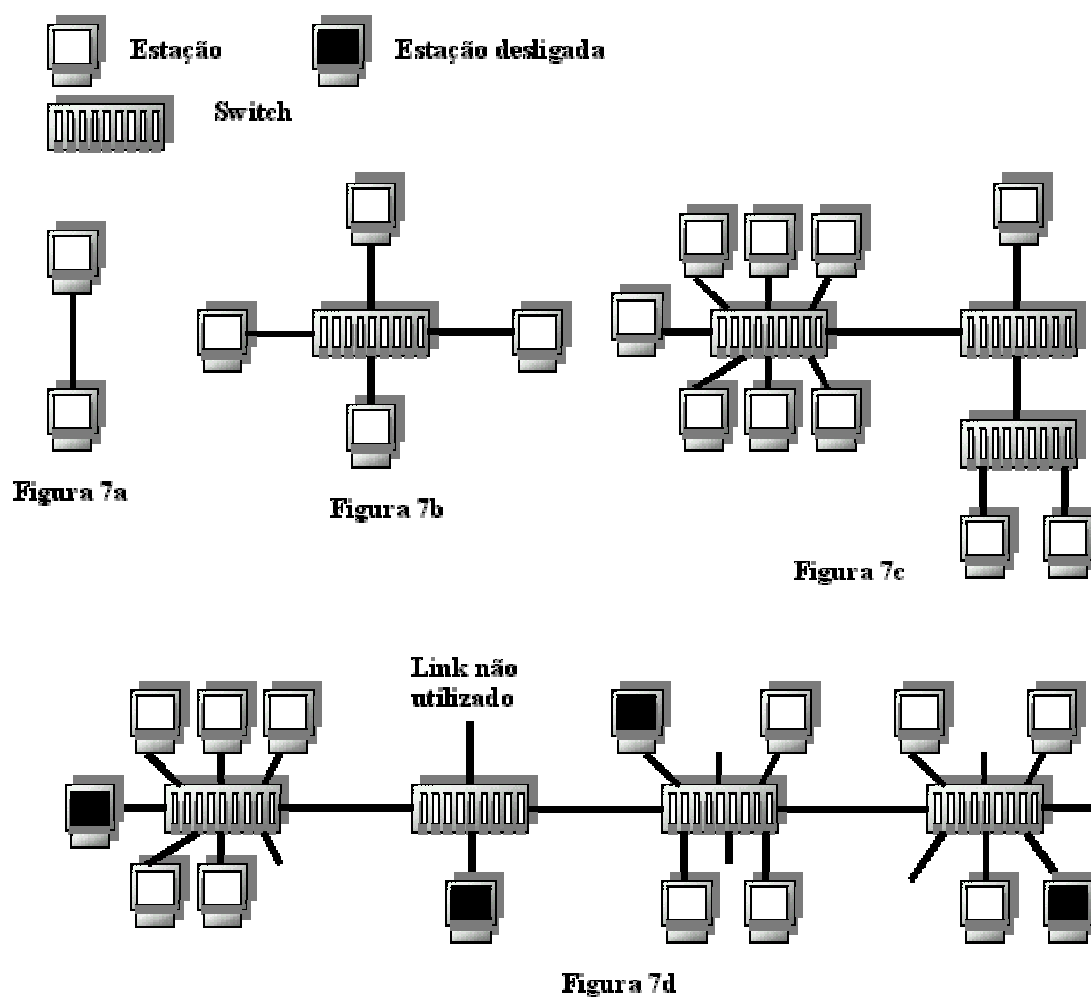 Estação
Estação desligada
Switch
Figura 7a
Figura 7b
Figura 7c
Link não
utilizado
Figura 7d